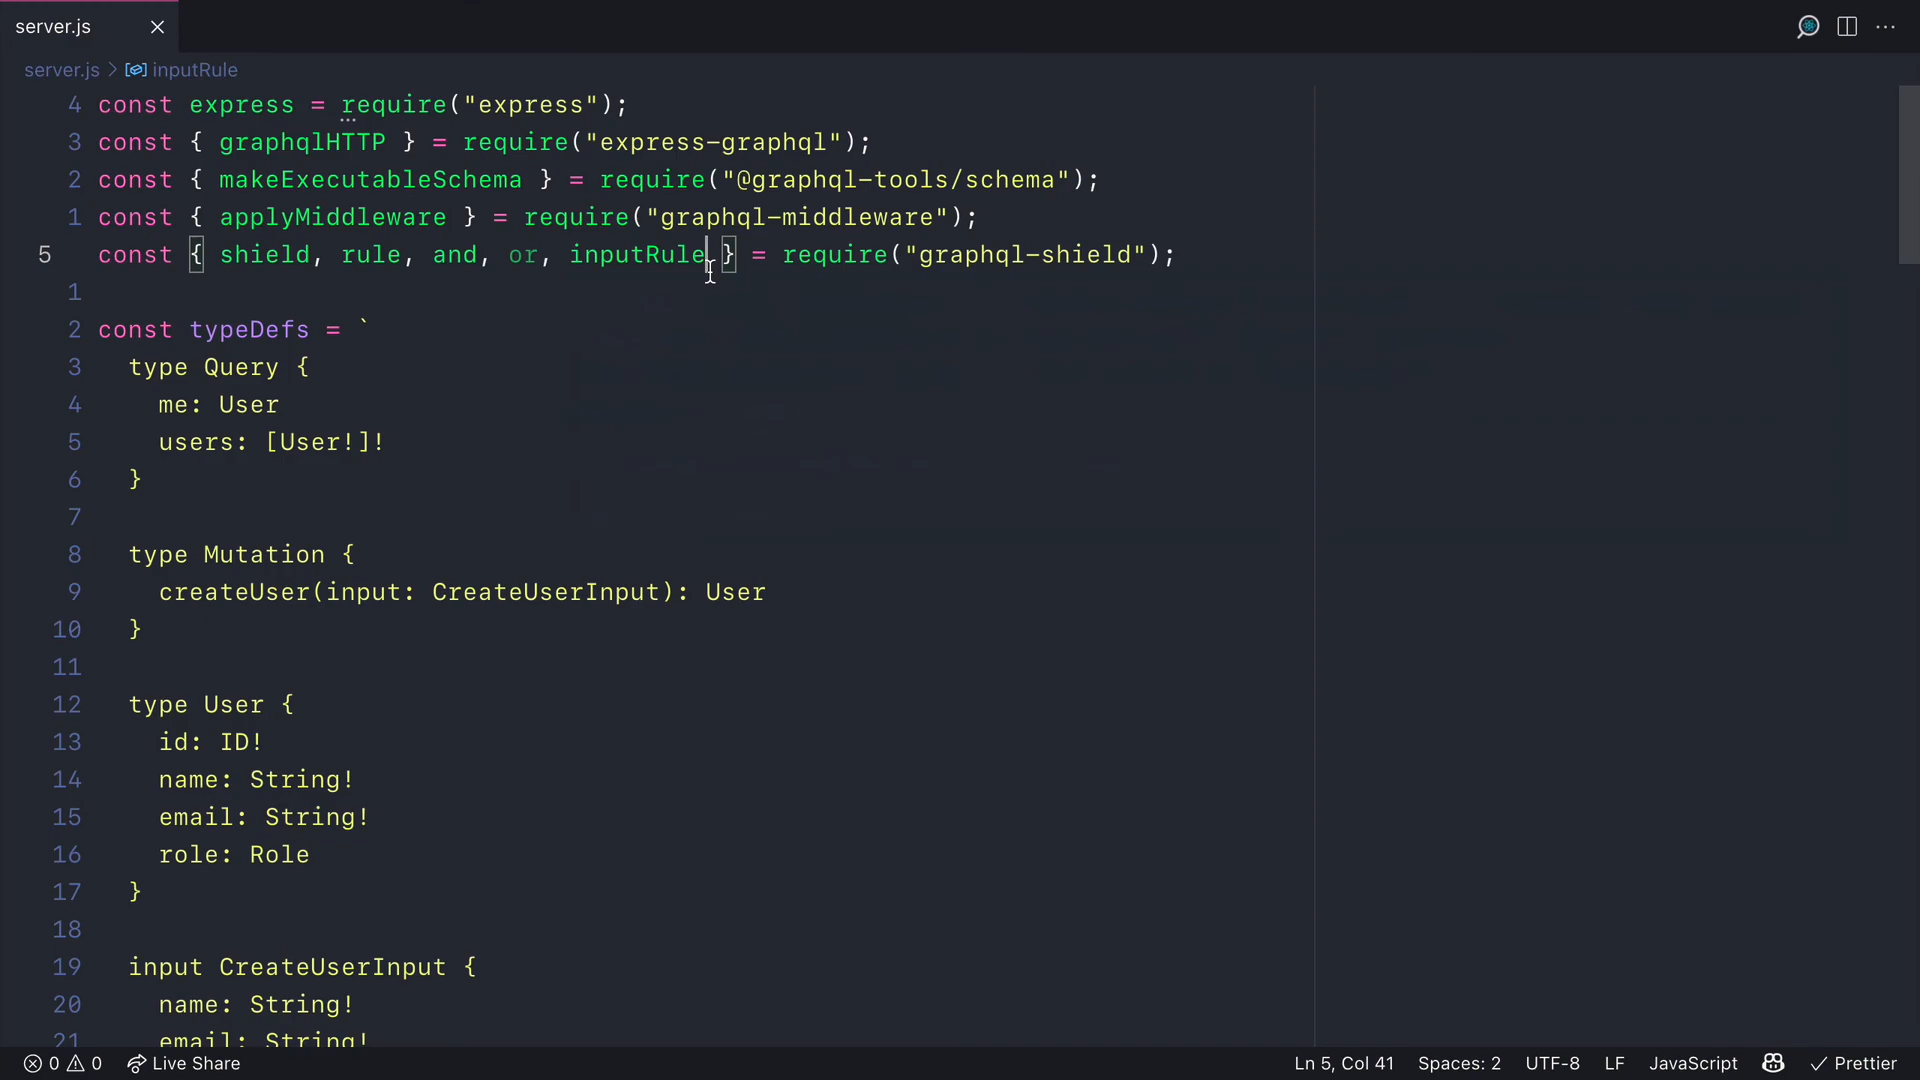 server.js
server.js > inputRule
4 const express = require("express");
3 const { graphqlHTTP } = require("express-graphql");
2 const { makeExecutableSchema } = require("@graphql-tools/schema");
1 const { applyMiddleware } = require("graphql-middleware");
5 const { shield, rule, and, or, inputRule } = require("graphql-shield");
1
2 const typeDefs = `
3 type Query {
4 me: User
5 users: [User!]!
6 }
7
8 type Mutation {
9 createUser(input: CreateUserInput): User
10 }
11
12 type User {
13 id: ID!
14 name: String!
15 email: String!
16 role: Role
17 }
18
19 input CreateUserInput {
20 name: String!
21 email: String!
0 0 Live Share Ln 5, Col 41 Spaces: 2 UTF-8 LF JavaScript Prettier